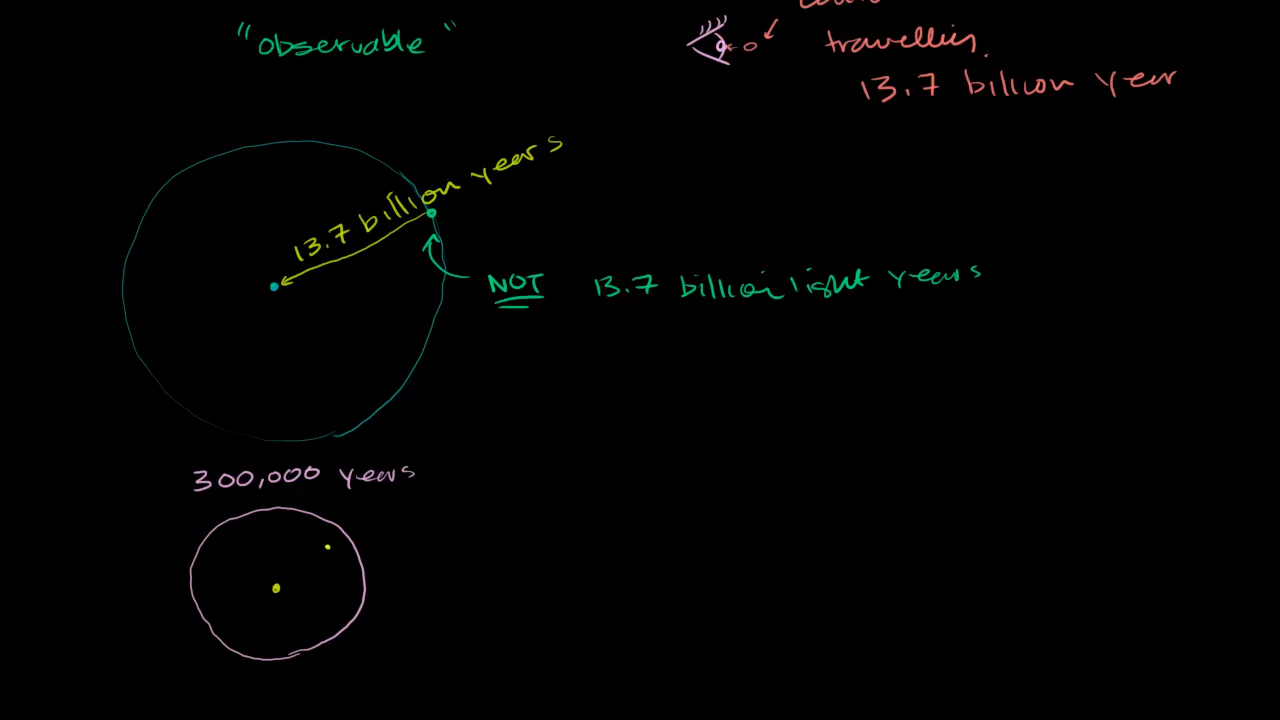 "observable"
travelling
13.7 billion year
13.7 billion years
NOT 13.7 billion light years
300,000 years